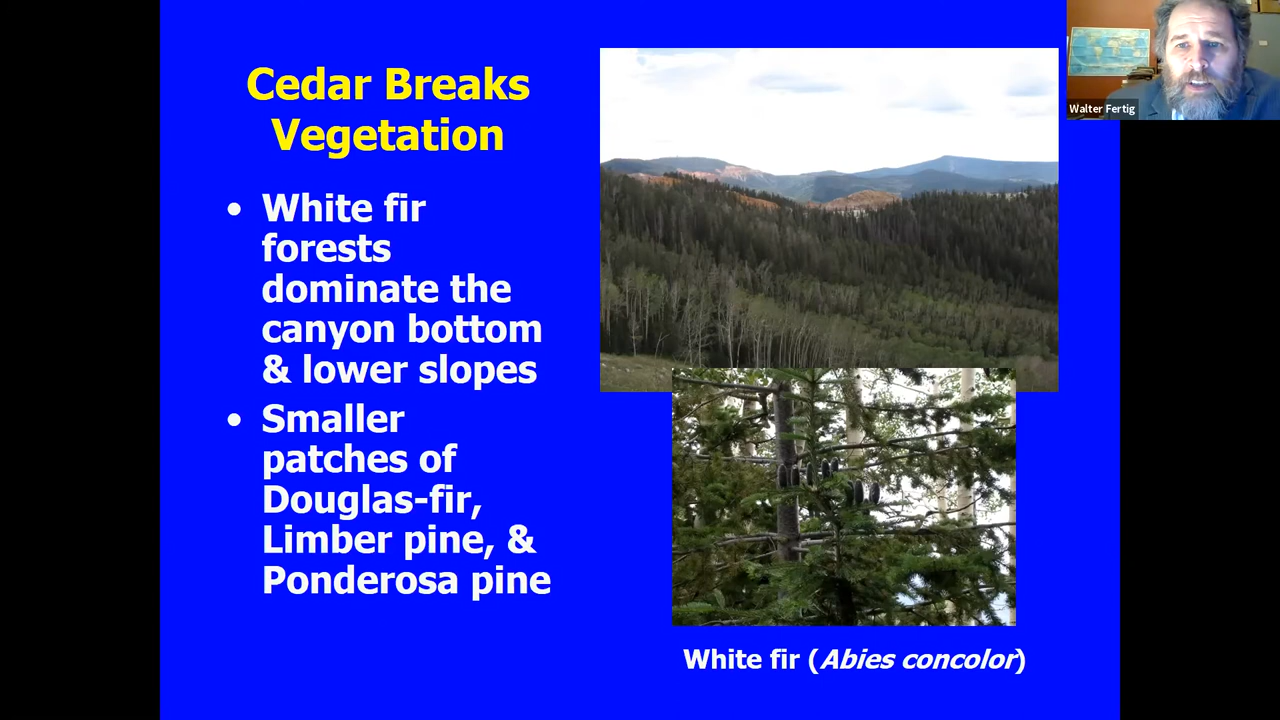 Cedar Breaks
Vegetation
• White fir
forests
dominate the
canyon bottom
& lower slopes
• Smaller
patches of
Douglas-fir,
Limber pine, &
Ponderosa pine
White fir (Abies concolor)
Walter Fertig